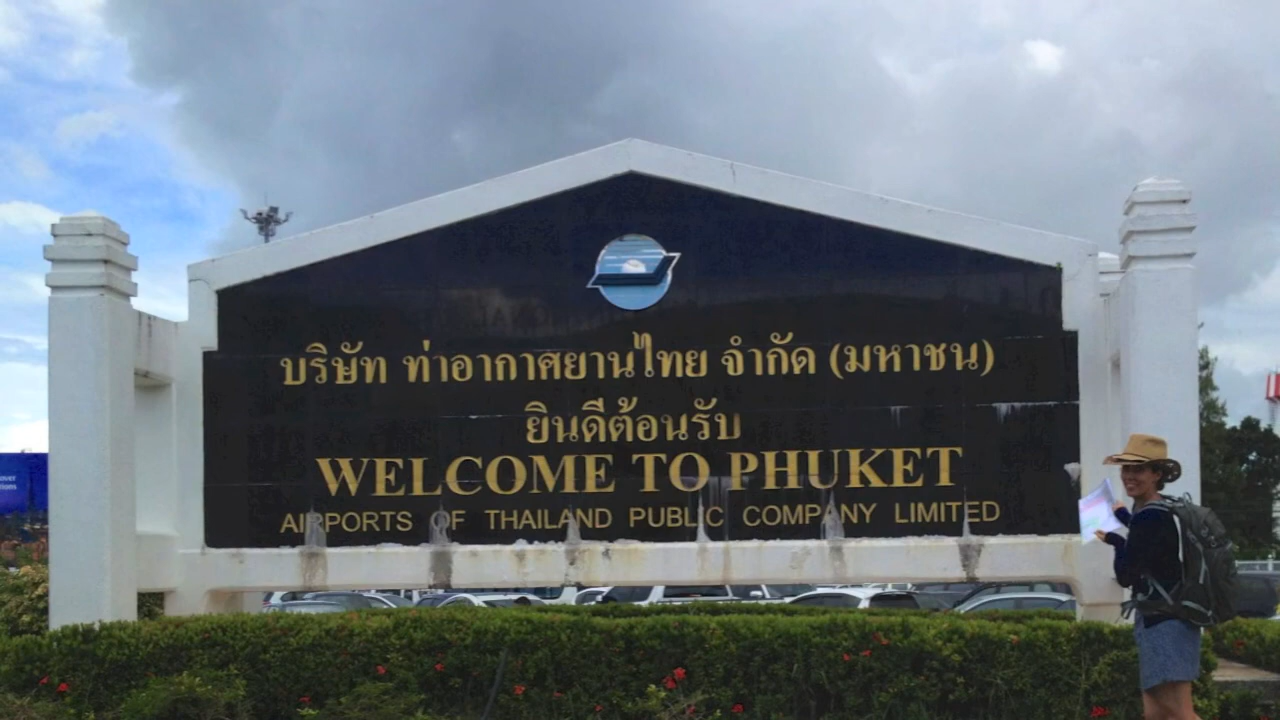 บริษัท ท่าอากาศยานไทย จำกัด (มหาชน)
ยินดีต้อนรับ
WELCOME TO PHUKET
AIRPORTS OF THAILAND PUBLIC COMPANY LIMITED